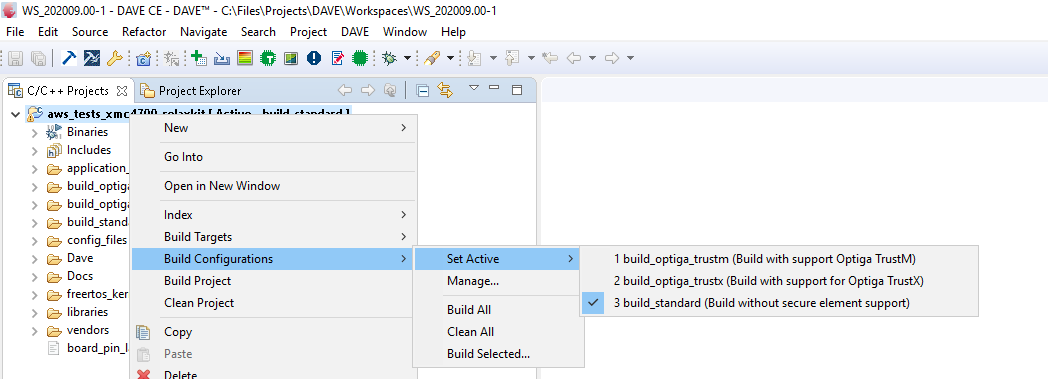 WS_202009.00-1 - DAVE CE - DAVE™ - C:\Files\Projects\DAVE\Workspaces\WS_202009.00-1
File Edit Source Refactor Navigate Search Project DAVE Window Help
C/C++ Projects Project Explorer
aws_tests_xmc4700_relaxkit [ Active - build_standard ]
Binaries
Includes
application_
build_optiga
build_optiga
build_standa
config_files
Dave
Docs
freertos_ker
libraries
vendors
board_pin_l
New
Go Into
Open in New Window
Index
Build Targets
Build Configurations
Build Project
Clean Project
Copy
Paste
Delete
Set Active
Manage...
Build All
Clean All
Build Selected...
1 build_optiga_trustm (Build with support Optiga TrustM)
2 build_optiga_trustx (Build with support for Optiga TrustX)
3 build_standard (Build without secure element support)